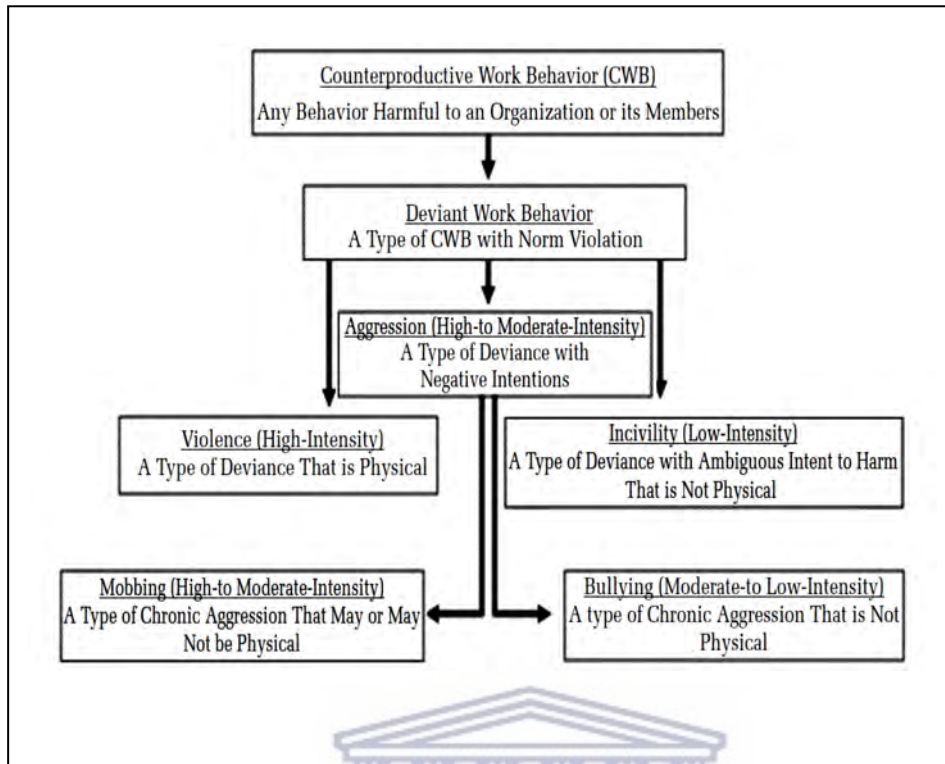 Counterproductive Work Behavior (CWB)
Any Behavior Harmful to an Organization or its Members
Deviant Work Behavior
A Type of CWB with Norm Violation
Aggression (High-to Moderate-Intensity)
A Type of Deviance with
Negative Intentions
Violence (High-Intensity)
A Type of Deviance That is Physical
Incivility (Low-Intensity)
A Type of Deviance with Ambiguous Intent to Harm
That is Not Physical
Mobbing (High-to Moderate-Intensity)
A Type of Chronic Aggression That May or May
Not be Physical
Bullying (Moderate-to Low-Intensity)
A type of Chronic Aggression That is Not
Physical